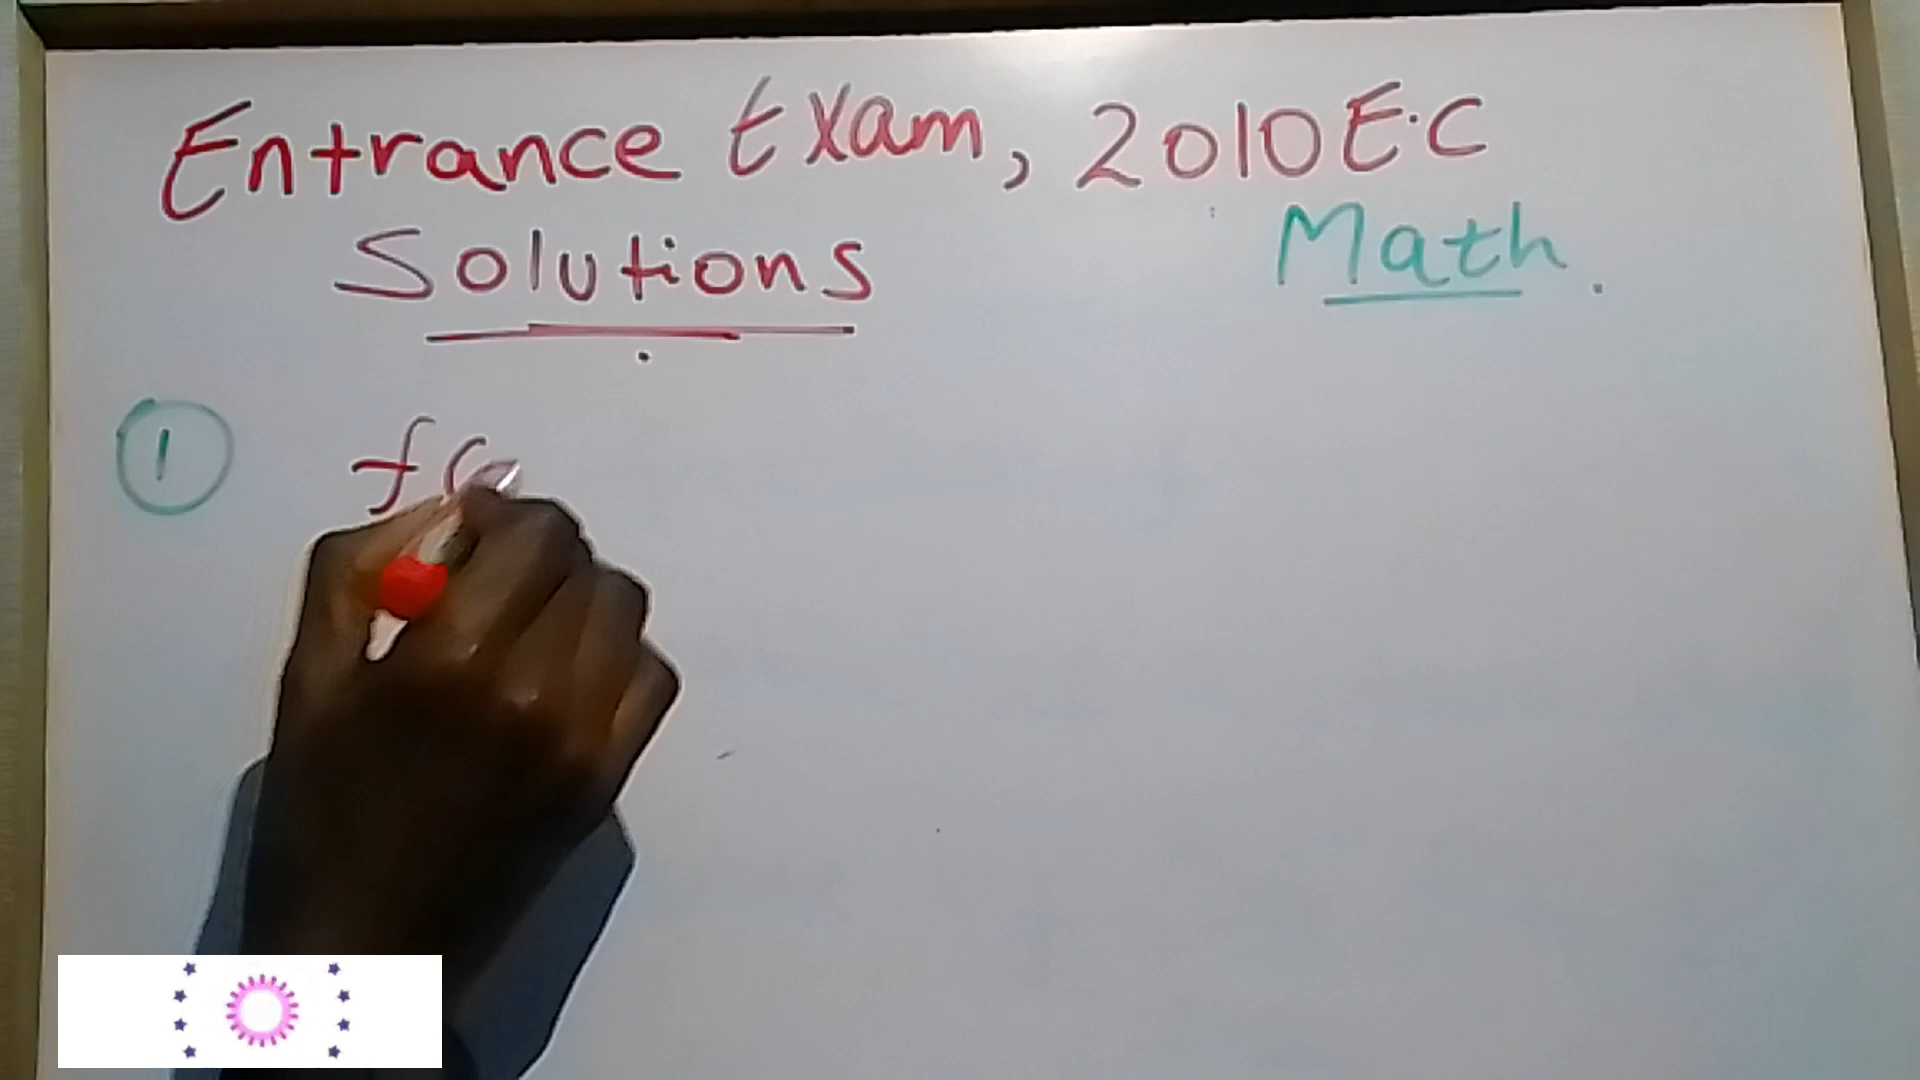 Entrance Exam, 2010 E.C
Solutions
Math.
1 f(